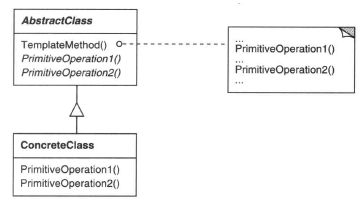 AbstractClass
TemplateMethod()
PrimitiveOperation1()
PrimitiveOperation2()
...
PrimitiveOperation1()
...
PrimitiveOperation2()
...
ConcreteClass
PrimitiveOperation1()
PrimitiveOperation2()